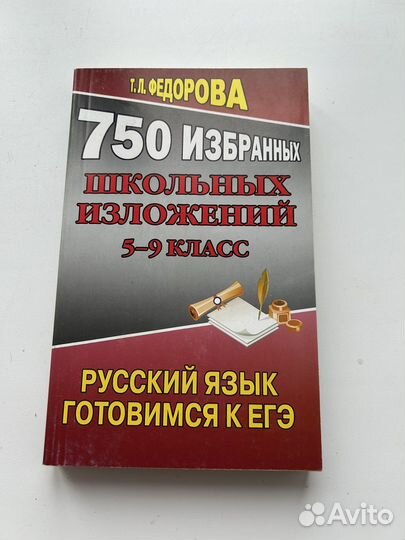 Т.Л. ФЕДОРОВА
750 ИЗБРАННЫХ
ШКОЛЬНЫХ
ИЗЛОЖЕНИЙ
5–9 КЛАСС
РУССКИЙ ЯЗЫК
ГОТОВИМСЯ К ЕГЭ
Avito